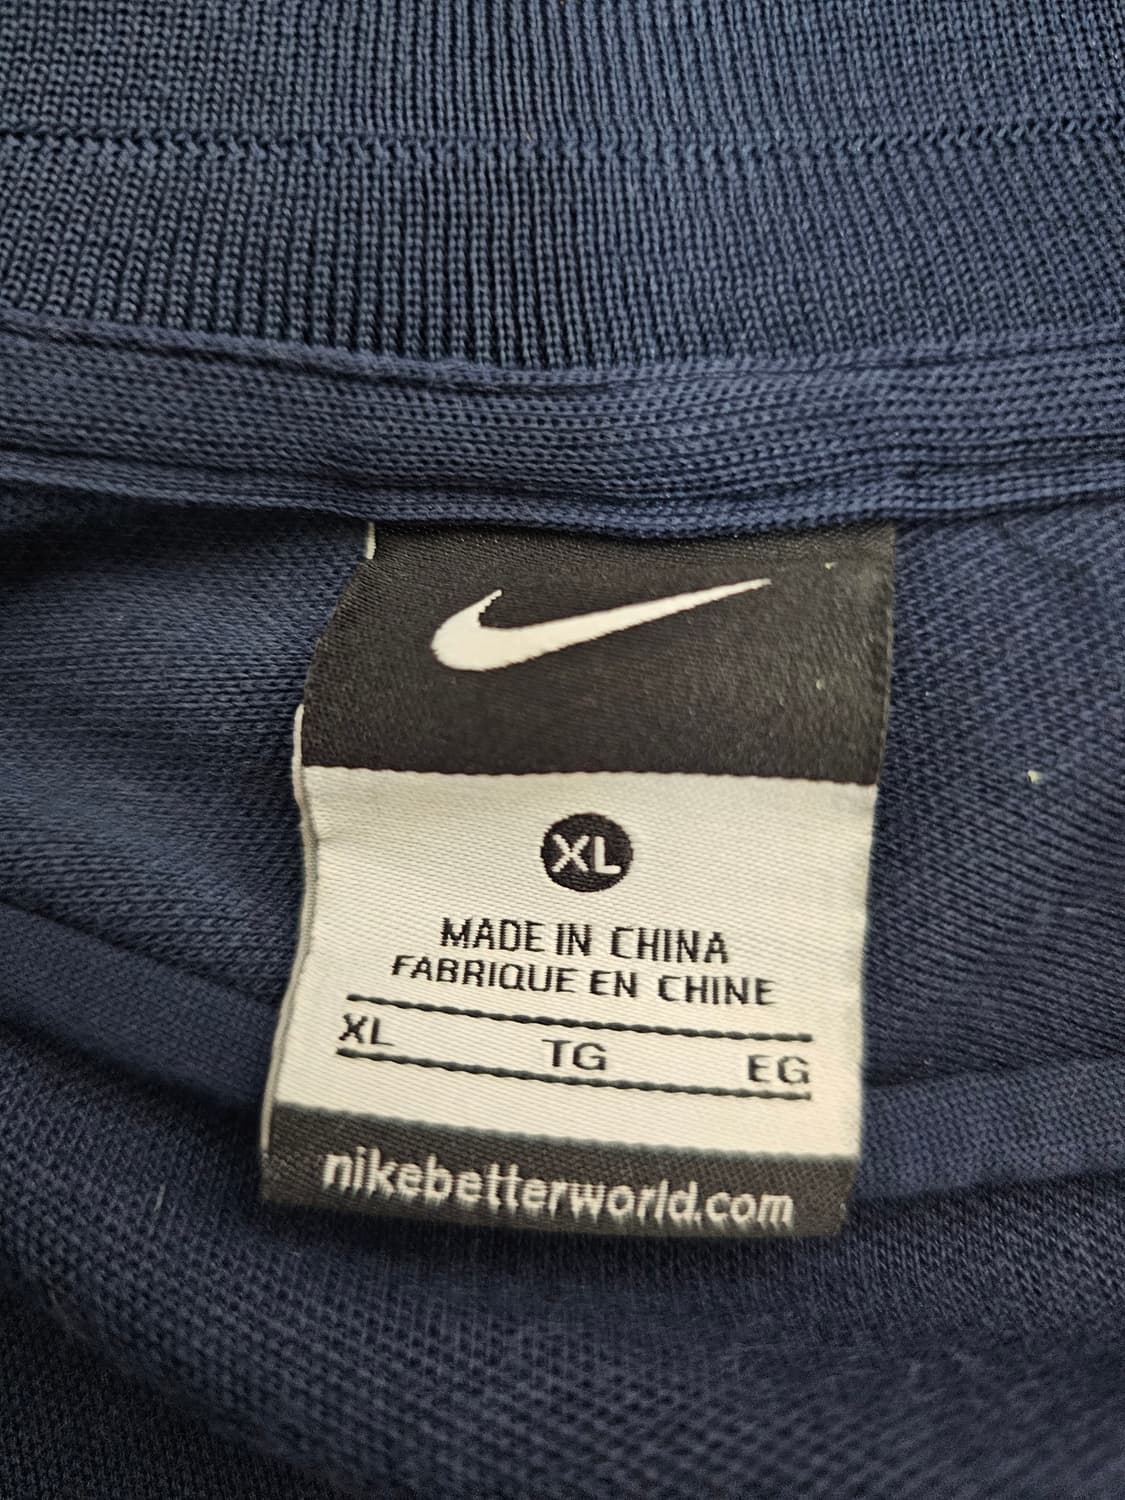 XL
MADE IN CHINA
FABRIQUE EN CHINE
XL TG EG
nikebetterworld.com